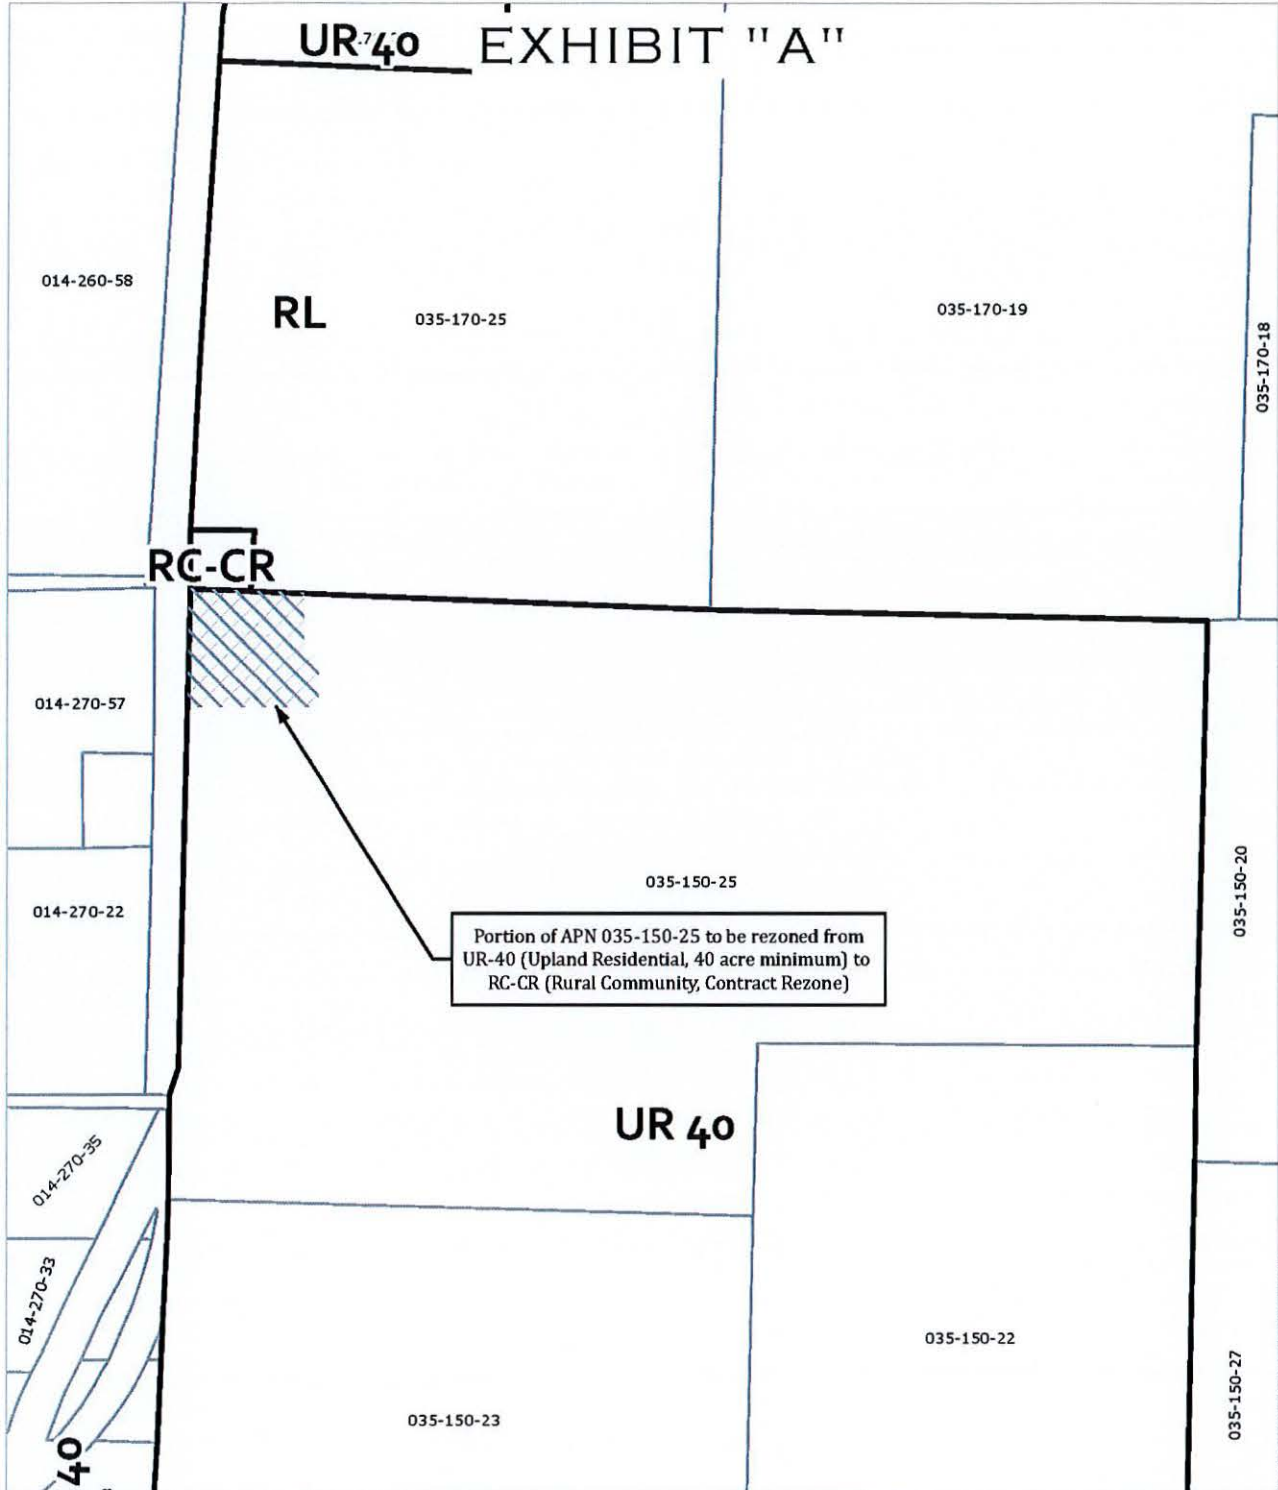 UR 40
EXHIBIT "A"
014-260-58
RL
035-170-25
035-170-19
035-170-18
RC-CR
014-270-57
035-150-25
035-150-20
014-270-22
Portion of APN 035-150-25 to be rezoned from
UR-40 (Upland Residential, 40 acre minimum) to
RC-CR (Rural Community, Contract Rezone)
UR 40
014-270-35
014-270-33
035-150-22
035-150-27
035-150-23
40